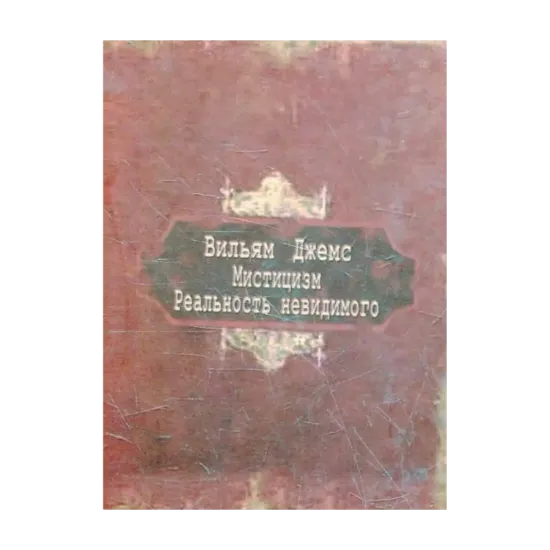 Вильям Джемс
Мистицизм
Реальность невидимого